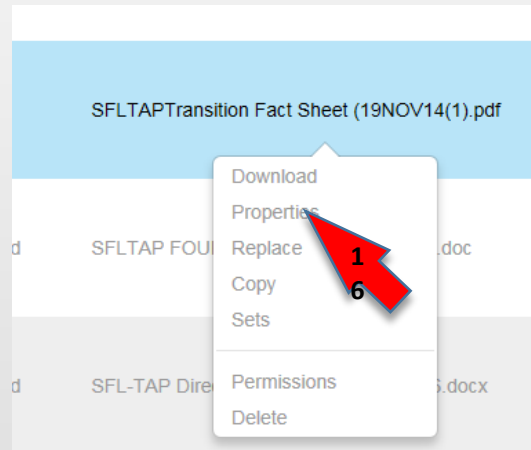 SFLTAPTransition Fact Sheet (19NOV14(1).pdf
Download
Properties
d SFLTAP FOU Replace .doc
1
6
Copy
Sets
d SFL-TAP Dire Permissions .docx
Delete